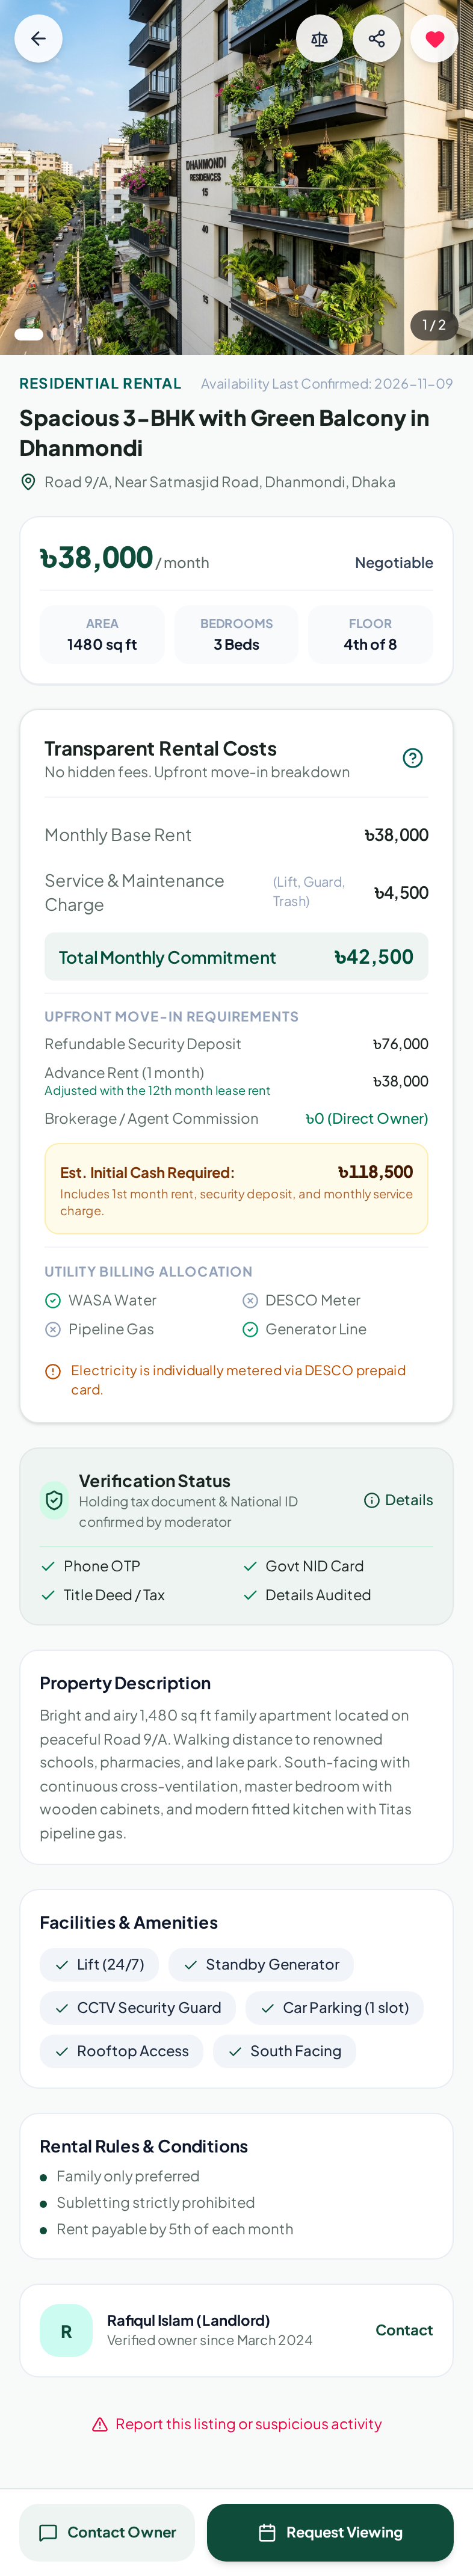 DHANMONDI
RESIDENCES
15
40
15
1 / 2
RESIDENTIAL RENTAL Availability Last Confirmed: 2026-11-09
Spacious 3-BHK with Green Balcony in
Dhanmondi
Road 9/A, Near Satmasjid Road, Dhanmondi, Dhaka
৳38,000 / month Negotiable
AREA BEDROOMS FLOOR
1480 sq ft 3 Beds 4th of 8
Transparent Rental Costs
No hidden fees. Upfront move-in breakdown
Monthly Base Rent ৳38,000
Service & Maintenance Charge (Lift, Guard, Trash) ৳4,500
Total Monthly Commitment ৳42,500
UPFRONT MOVE-IN REQUIREMENTS
Refundable Security Deposit ৳76,000
Advance Rent (1 month) ৳38,000
Adjusted with the 12th month lease rent
Brokerage / Agent Commission ৳0 (Direct Owner)
Est. Initial Cash Required: ৳118,500
Includes 1st month rent, security deposit, and monthly service
charge.
UTILITY BILLING ALLOCATION
WASA Water DESCO Meter
Pipeline Gas Generator Line
Electricity is individually metered via DESCO prepaid
card.
Verification Status
Holding tax document & National ID
confirmed by moderator
Details
Phone OTP Govt NID Card
Title Deed / Tax Details Audited
Property Description
Bright and airy 1,480 sq ft family apartment located on
peaceful Road 9/A. Walking distance to renowned
schools, pharmacies, and lake park. South-facing with
continuous cross-ventilation, master bedroom with
wooden cabinets, and modern fitted kitchen with Titas
pipeline gas.
Facilities & Amenities
Lift (24/7) Standby Generator
CCTV Security Guard Car Parking (1 slot)
Rooftop Access South Facing
Rental Rules & Conditions
Family only preferred
Subletting strictly prohibited
Rent payable by 5th of each month
R
Rafiqul Islam (Landlord)
Verified owner since March 2024
Contact
Report this listing or suspicious activity
Contact Owner Request Viewing